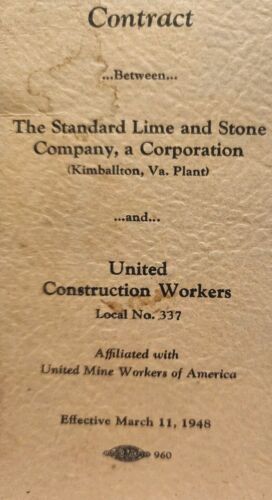 Contract
...Between...
The Standard Lime and Stone
Company, a Corporation
(Kimballton, Va. Plant)
...and...
United
Construction Workers
Local No. 337
Affiliated with
United Mine Workers of America
Effective March 11, 1948
960